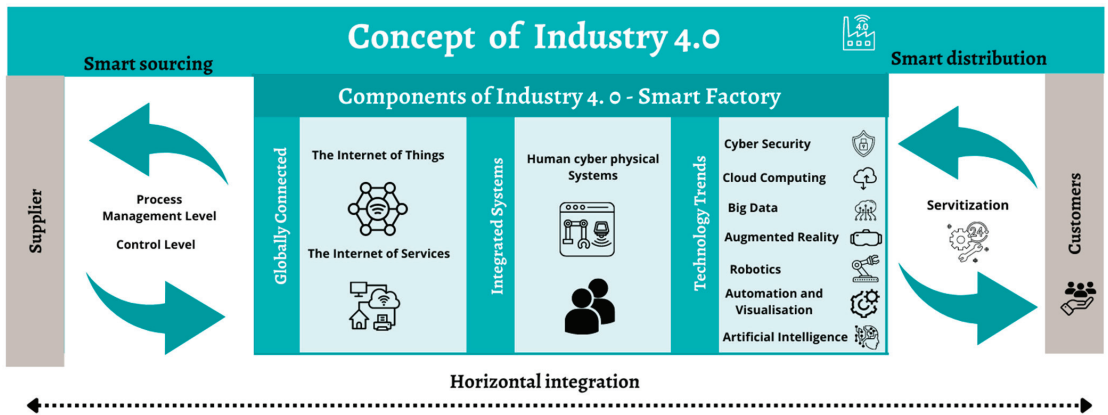 Concept of Industry 4.0
4.0
Smart sourcing
Smart distribution
Components of Industry 4. 0 - Smart Factory
Supplier
Process
Management Level
Control Level
Globally Connected
The Internet of Things
The Internet of Services
Integrated Systems
Human cyber physical
Systems
Technology Trends
Cyber Security
Cloud Computing
Big Data
Augmented Reality
Robotics
Automation and
Visualisation
Artificial Intelligence
Servitization
24
Customers
Horizontal integration